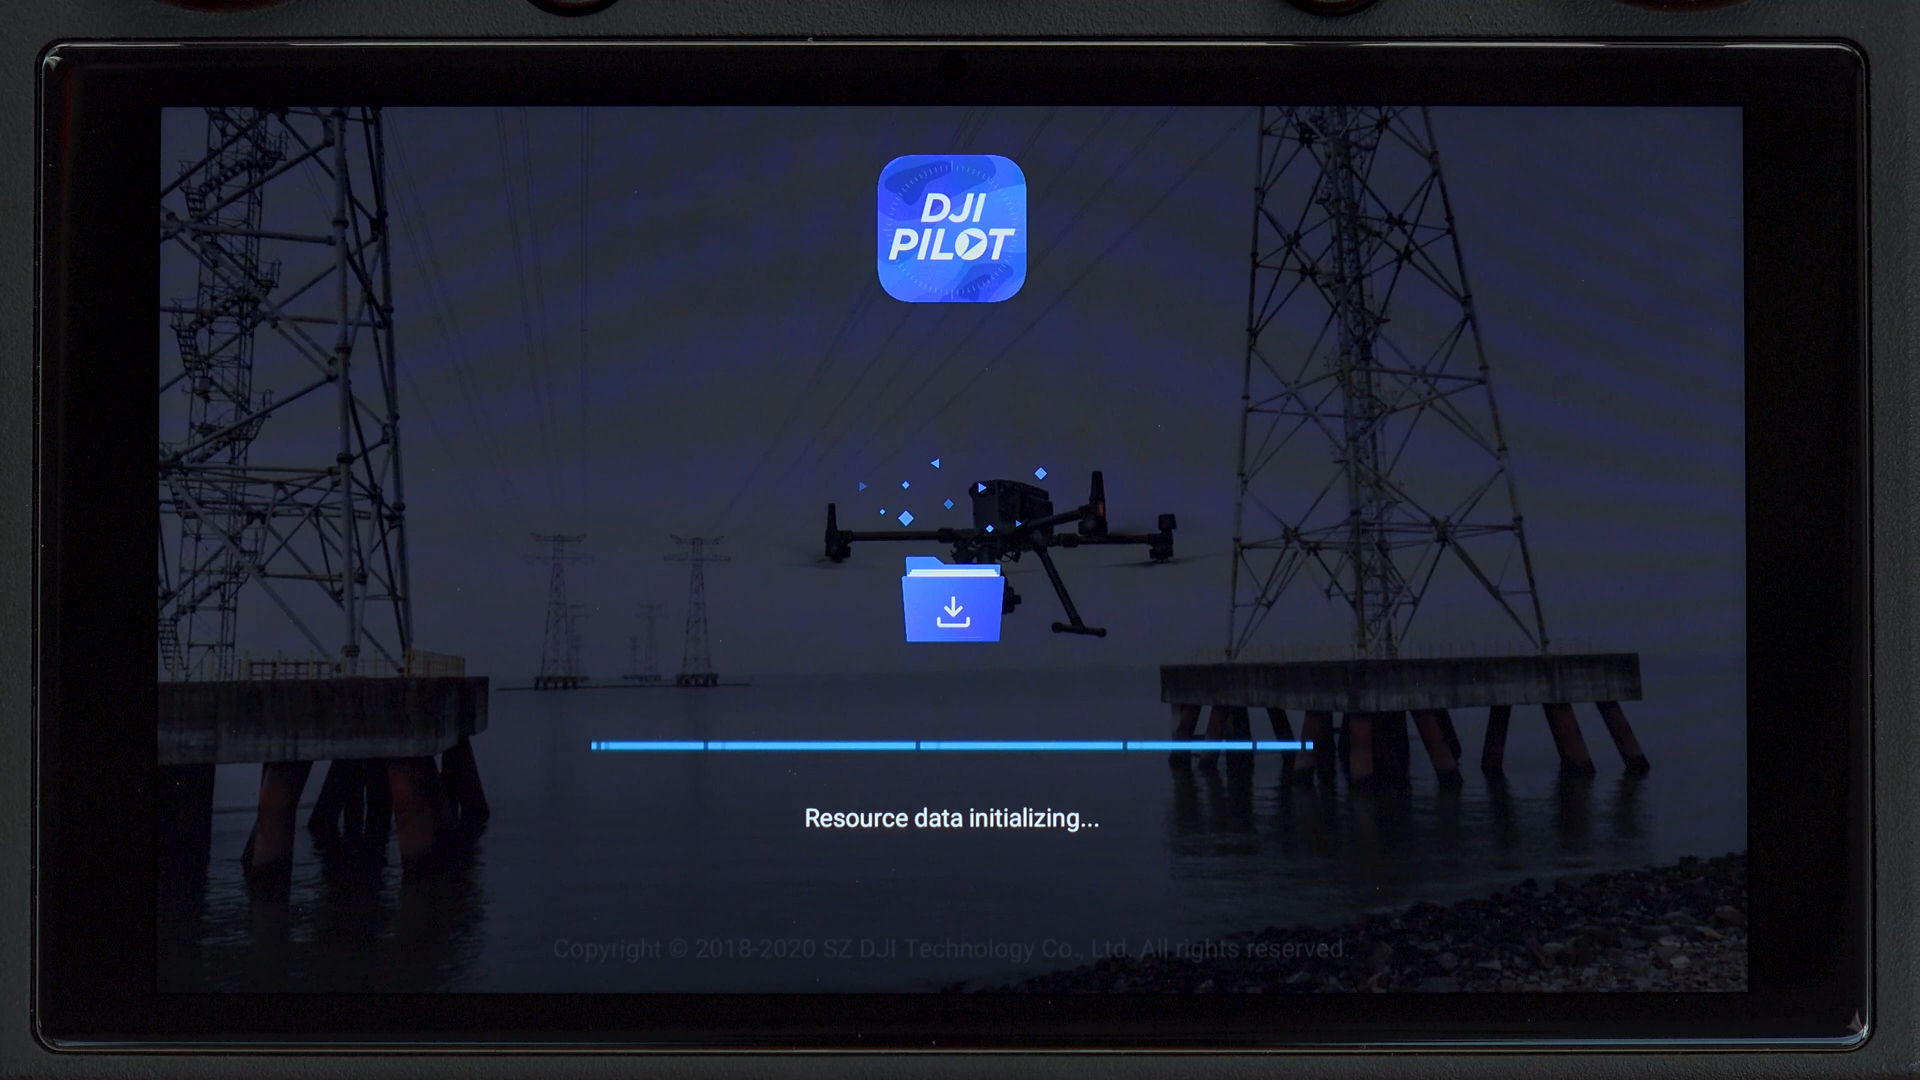 DJI
PILOT
Resource data initializing...
Copyright © 2018-2020 SZ DJI Technology Co., Ltd. All rights reserved.